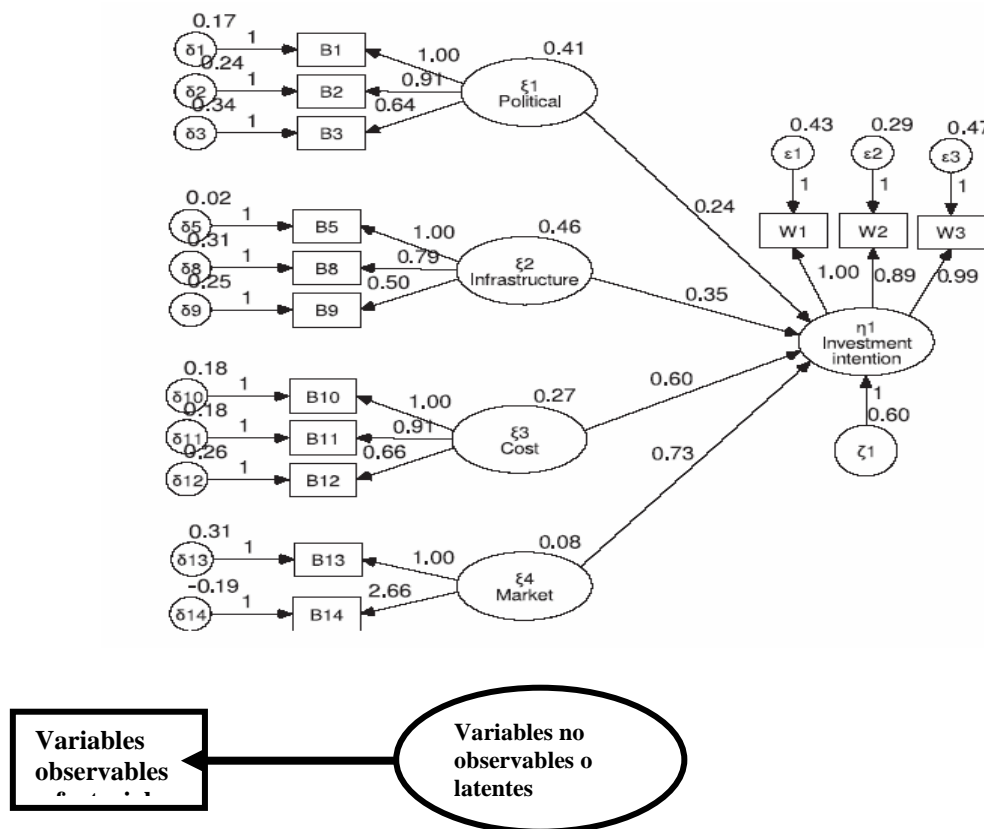 0.17
δ1 1 B1 1.00 0.41
0.24
δ2 1 B2 0.91 ξ1
Political
0.34
δ3 1 B3 0.64
0.43 0.29 0.47
ε1 ε2 ε3
1 1 1
W1 W2 W3
1.00 0.89 0.99
0.24
0.02
δ5 1 B5 1.00 0.46
0.31
δ8 1 B8 0.79 ξ2
Infrastructure
0.25
δ9 1 B9 0.50
0.35
η1
Investment
intention
1
0.60
ζ1
0.18
δ10 1 B10 1.00 0.27
0.18
δ11 1 B11 0.91 ξ3
Cost
0.26
δ12 1 B12 0.66
0.60
0.73
0.31
δ13 1 B13 1.00 0.08
ξ4
Market
-0.19
δ14 1 B14 2.66
Variables
observables
Variables no
observables o
latentes